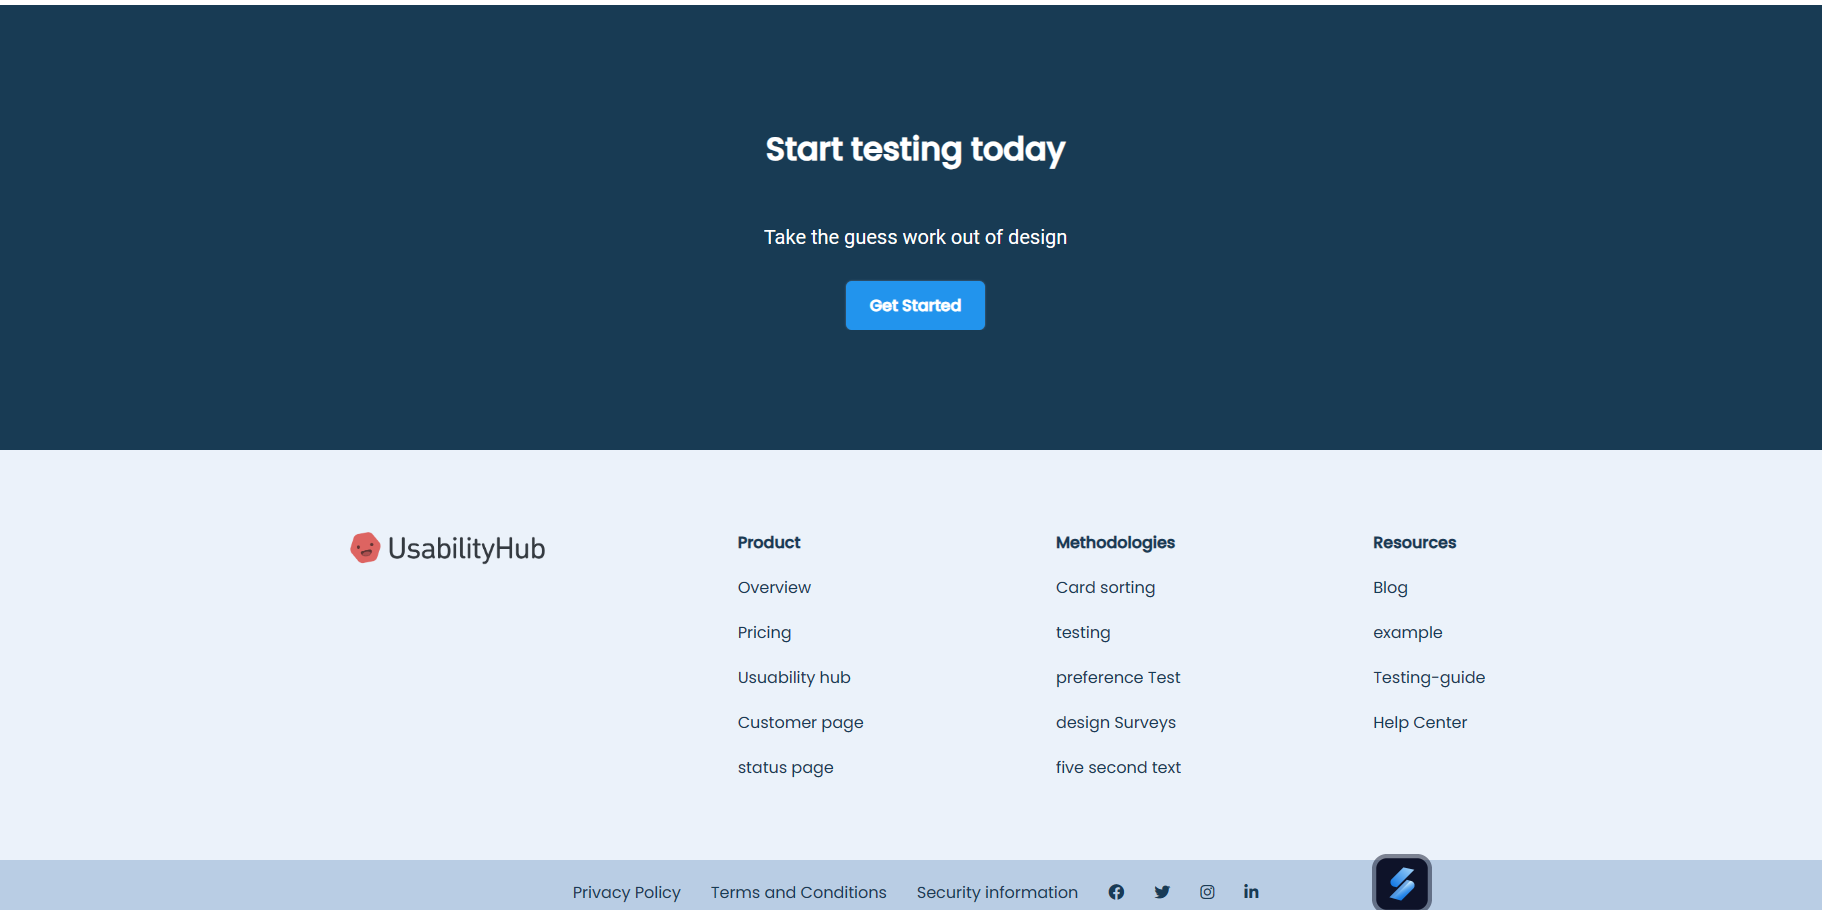 Start testing today
Take the guess work out of design
Get Started
UsabilityHub
Product
Overview
Pricing
Usuability hub
Customer page
status page
Methodologies
Card sorting
testing
preference Test
design Surveys
five second text
Resources
Blog
example
Testing-guide
Help Center
Privacy Policy Terms and Conditions Security information